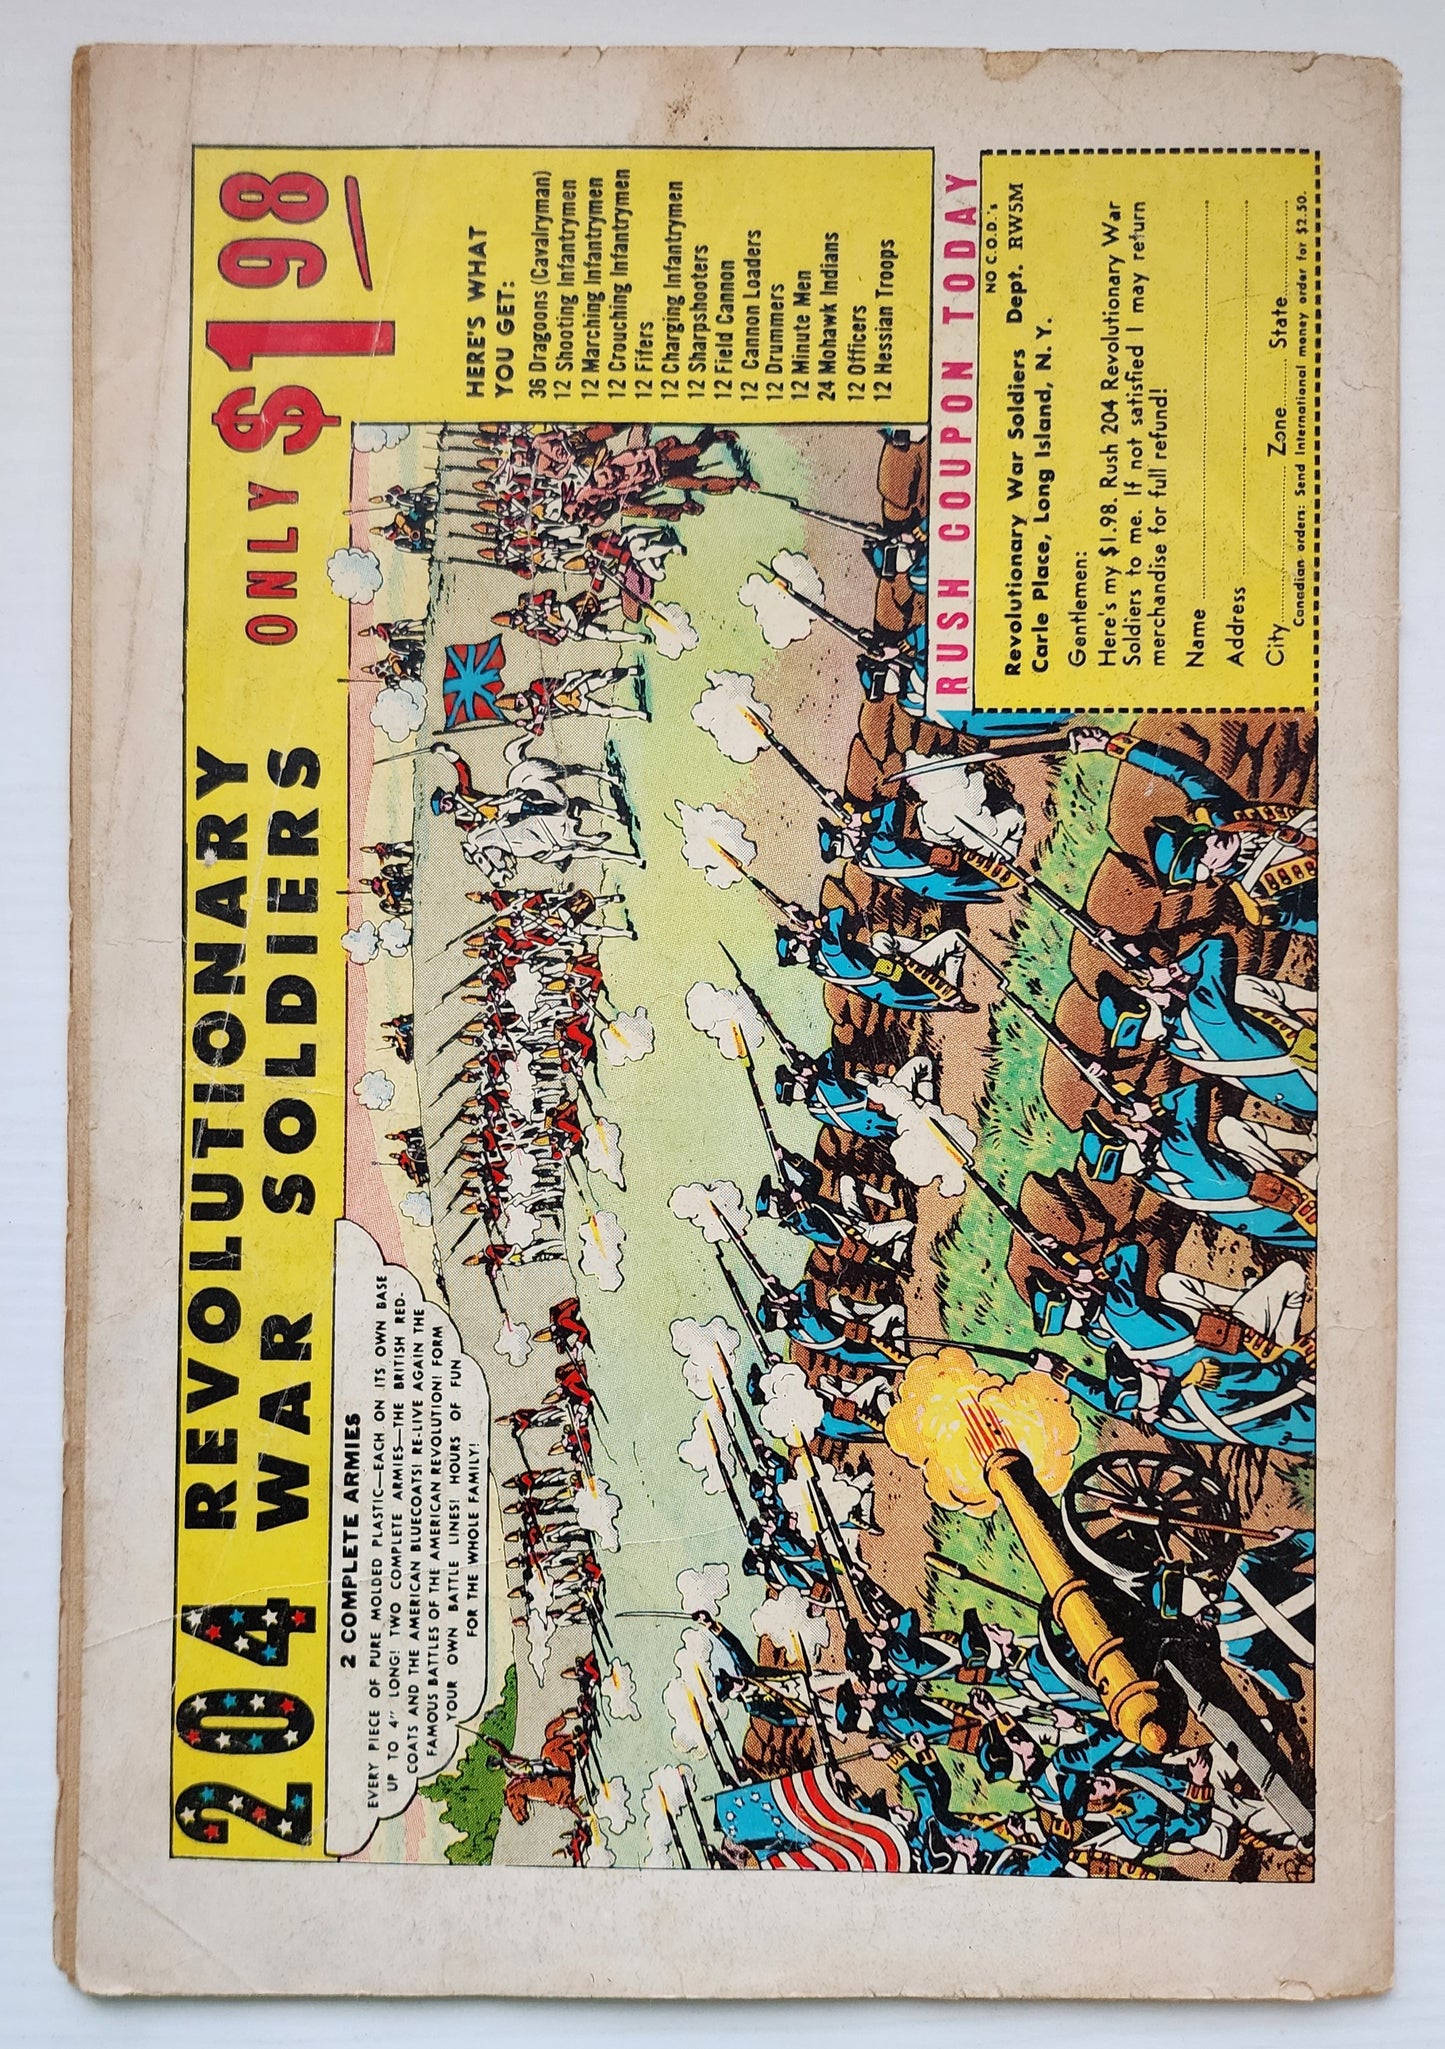 204 REVOLUTIONARY
WAR SOLDIERS
ONLY $1 98
2 COMPLETE ARMIES
EVERY PIECE OF PURE MOLDED PLASTIC—EACH ON ITS OWN BASE
UP TO 4" LONG! TWO COMPLETE ARMIES—THE BRITISH RED-
COATS AND THE AMERICAN BLUECOATS! RE-LIVE AGAIN THE
FAMOUS BATTLES OF THE AMERICAN REVOLUTION! FORM
YOUR OWN BATTLE LINES! HOURS OF FUN
FOR THE WHOLE FAMILY!
HERE'S WHAT
YOU GET:
36 Dragoons (Cavalryman)
12 Shooting Infantrymen
12 Marching Infantrymen
12 Crouching Infantrymen
12 Fifers
12 Charging Infantrymen
12 Sharpshooters
12 Field Cannon
12 Cannon Loaders
12 Drummers
12 Minute Men
24 Mohawk Indians
12 Officers
12 Hessian Troops
RUSH COUPON TODAY
NO C.O.D.'s
Revolutionary War Soldiers Dept. RW5M
Carle Place, Long Island, N. Y.
Gentlemen:
Here's my $1.98. Rush 204 Revolutionary War
Soldiers to me. If not satisfied I may return
merchandise for full refund!
Name
Address
City Zone State
Canadian orders: Send International money order for $2.50.